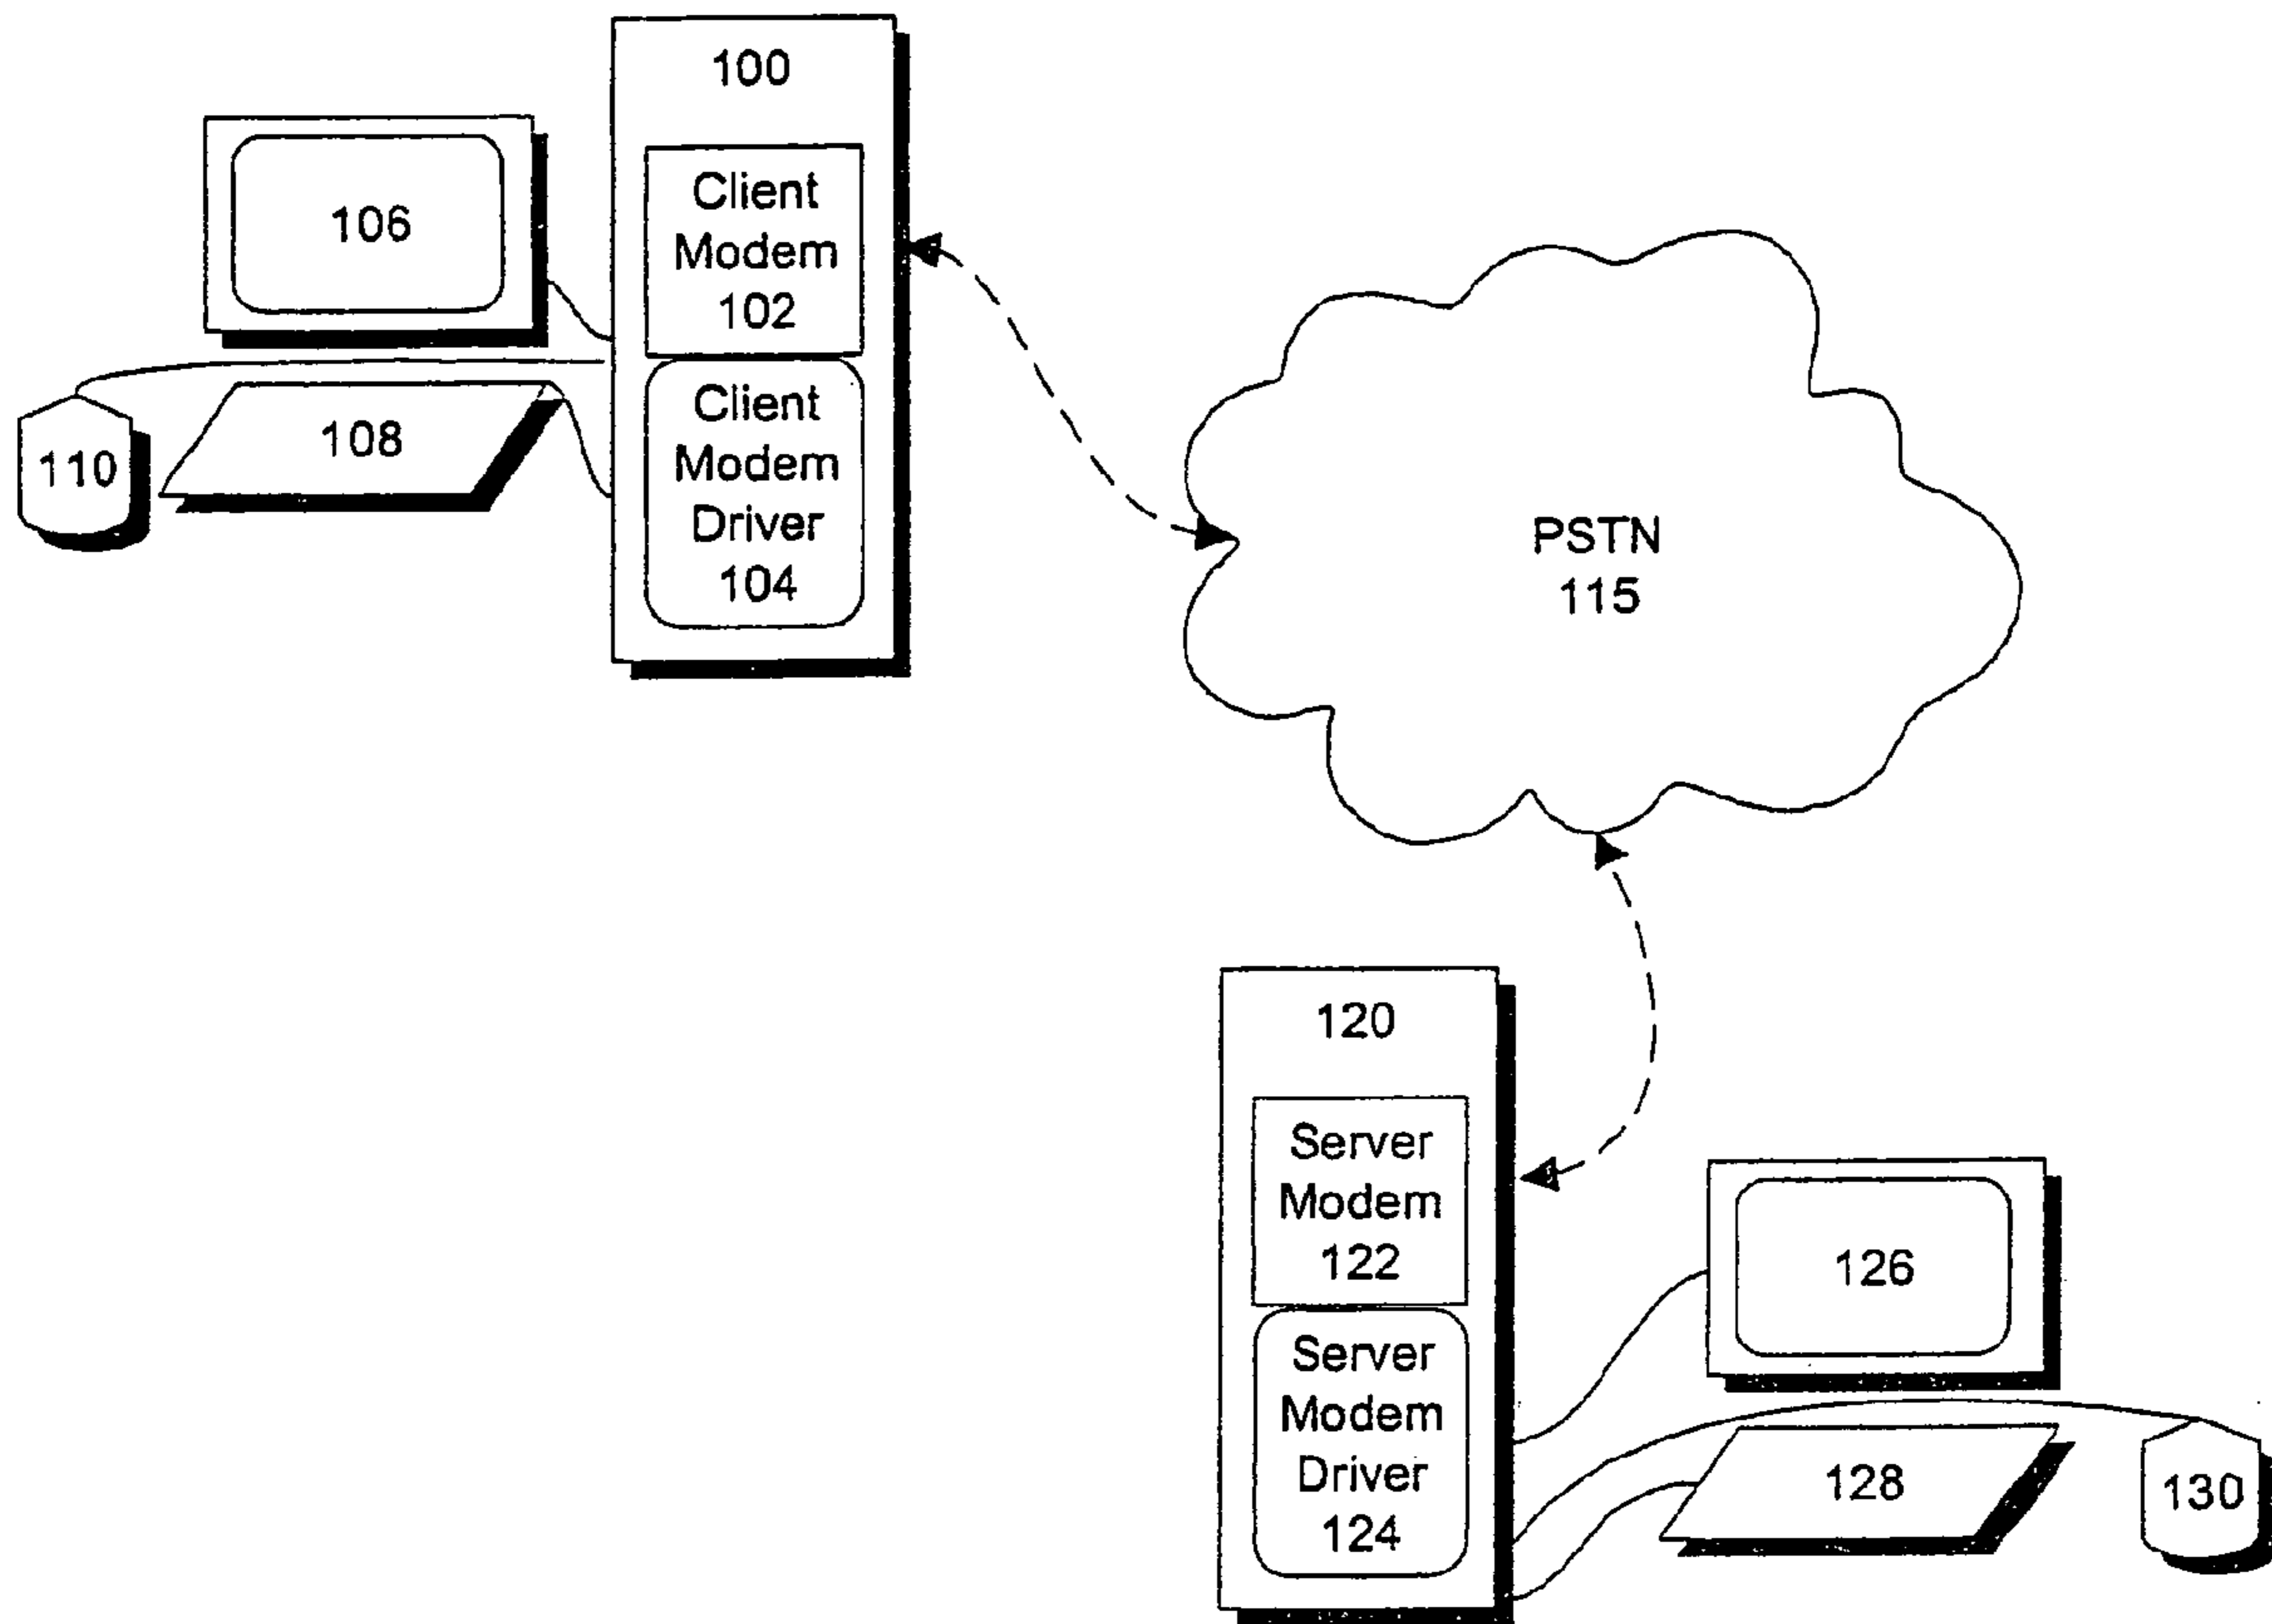 100
Client
Modem
102
106
Client
Modem
Driver
104
108
110
PSTN
115
120
Server
Modem
122
126
Server
Modem
Driver
124
128
130